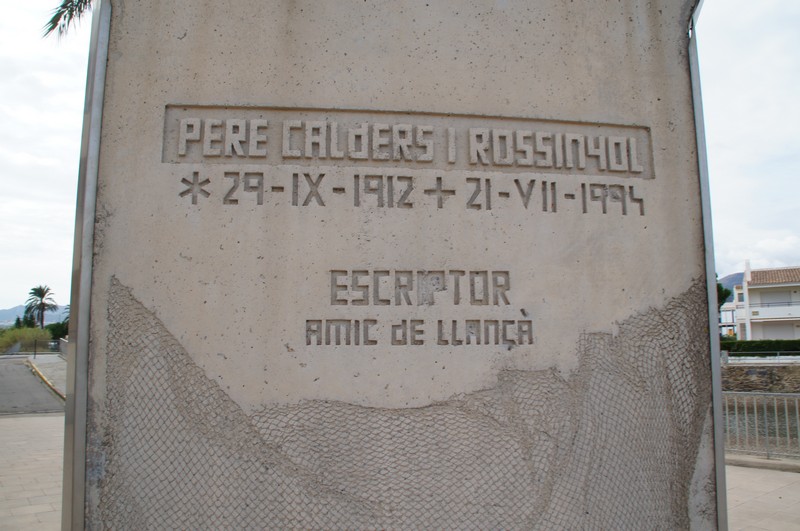 PERE CALDERS I ROSSINYOL
* 29-IX-1912 + 21-VII-1994
ESCRIPTOR
AMIC DE LLANÇÀ